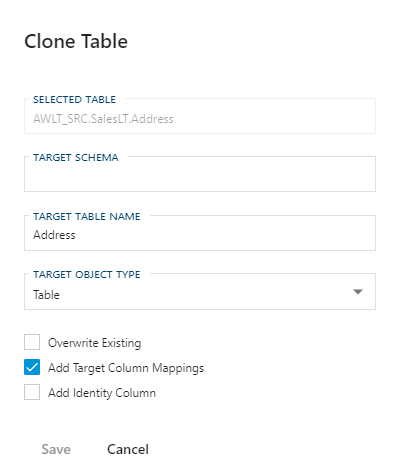 Clone Table
SELECTED TABLE
AWLT_SRC.SalesLT.Address
TARGET SCHEMA
TARGET TABLE NAME
Address
TARGET OBJECT TYPE
Table
Overwrite Existing
Add Target Column Mappings
Add Identity Column
Save Cancel